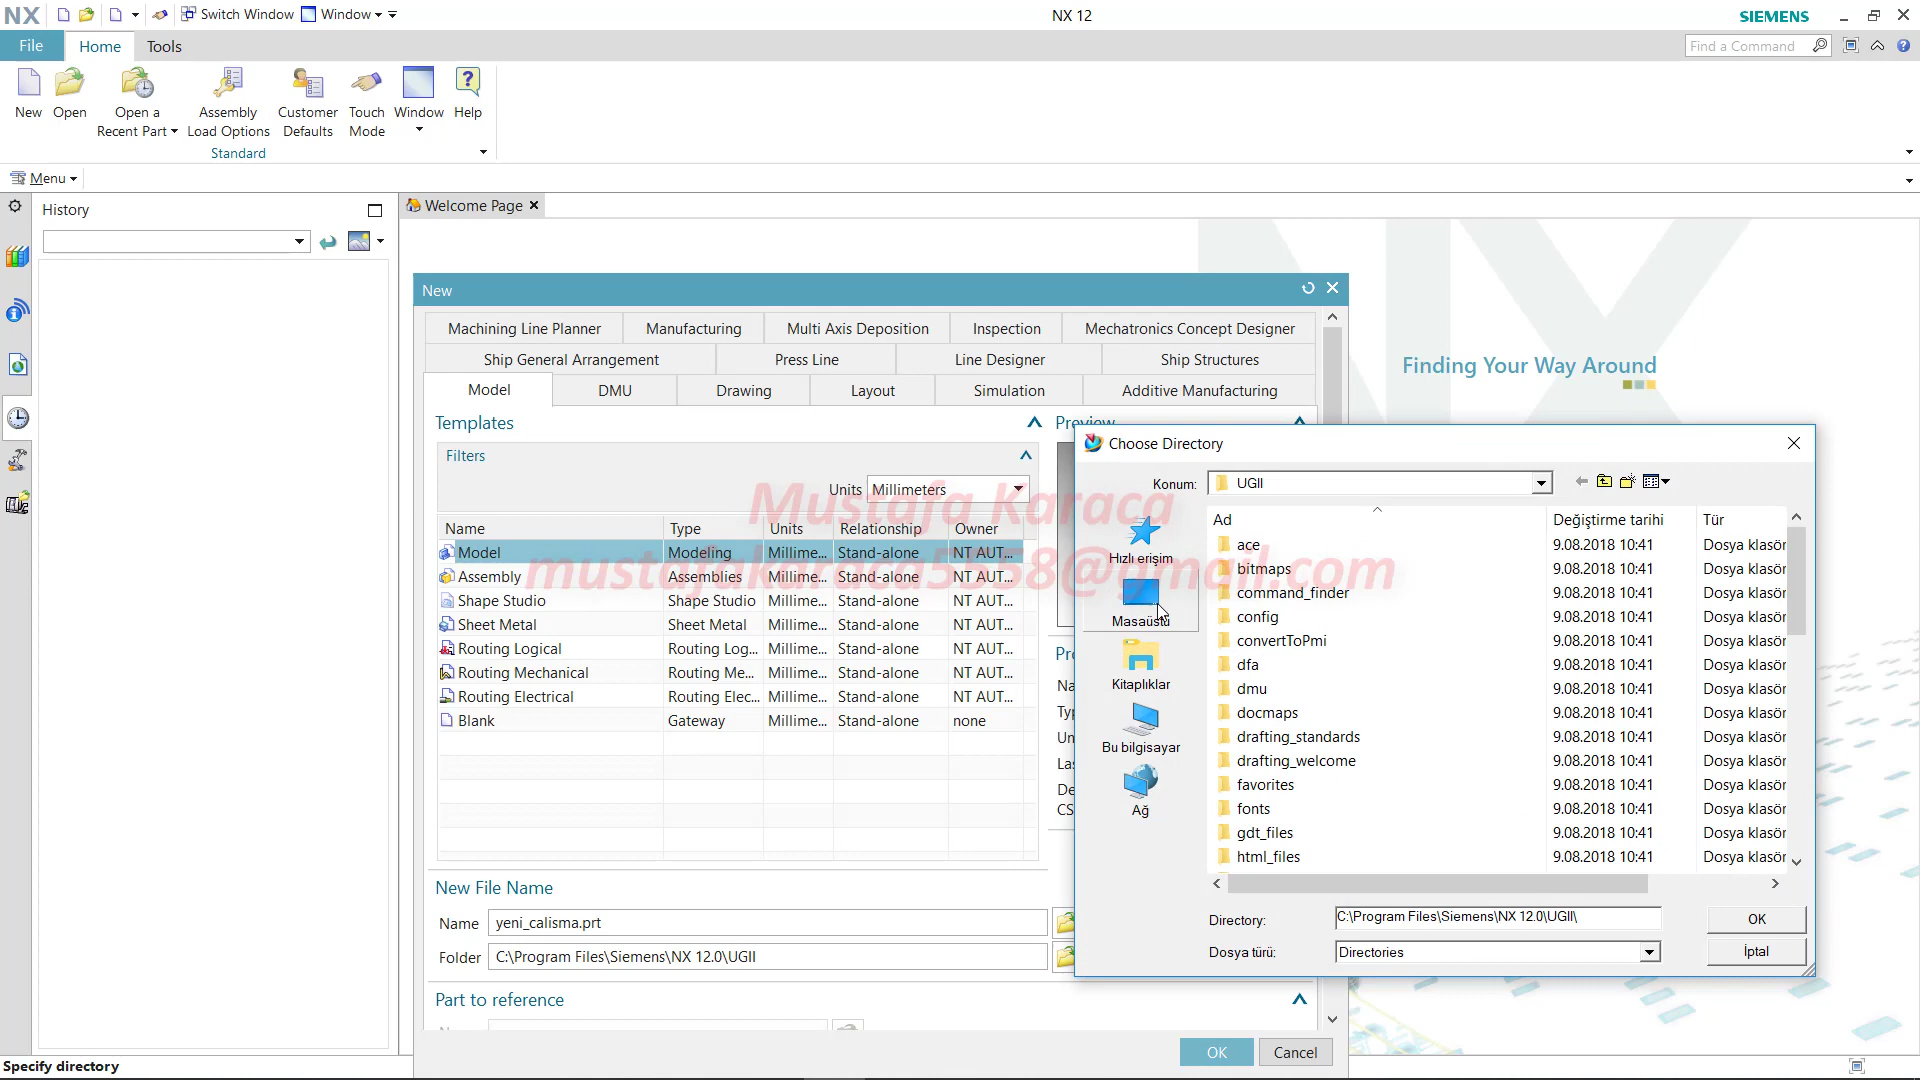 NX
Switch Window
Window
NX 12
SIEMENS
File
Home
Tools
Find a Command
New
Open
Open a
Recent Part
Assembly
Load Options
Customer
Defaults
Touch
Mode
Window
Help
Standard
Menu
History
Welcome Page
Finding Your Way Around
New
Machining Line Planner
Manufacturing
Multi Axis Deposition
Inspection
Mechatronics Concept Designer
Ship General Arrangement
Press Line
Line Designer
Ship Structures
Model
DMU
Drawing
Layout
Simulation
Additive Manufacturing
Templates
Preview
Filters
Units Millimeters
Name Type Units Relationship Owner
Model Modeling Millime... Stand-alone NT AUT...
Assembly Assemblies Millime... Stand-alone NT AUT...
Shape Studio Shape Studio Millime... Stand-alone NT AUT...
Sheet Metal Sheet Metal Millime... Stand-alone NT AUT...
Routing Logical Routing Log... Millime... Stand-alone NT AUT...
Routing Mechanical Routing Me... Millime... Stand-alone NT AUT...
Routing Electrical Routing Elec... Millime... Stand-alone NT AUT...
Blank Gateway Millime... Stand-alone none
Mustafa Karaca
mustafakaraca5558@gmail.com
New File Name
Name yeni_calisma.prt
Folder C:\Program Files\Siemens\NX 12.0\UGII
Part to reference
OK
Cancel
Choose Directory
Konum: UGII
Hızlı erişim
Masaüstü
Kitaplıklar
Bu bilgisayar
Ağ
Ad Değiştirme tarihi Tür
ace 9.08.2018 10:41 Dosya klasör
bitmaps 9.08.2018 10:41 Dosya klasör
command_finder 9.08.2018 10:41 Dosya klasör
config 9.08.2018 10:41 Dosya klasör
convertToPmi 9.08.2018 10:41 Dosya klasör
dfa 9.08.2018 10:41 Dosya klasör
dmu 9.08.2018 10:41 Dosya klasör
docmaps 9.08.2018 10:41 Dosya klasör
drafting_standards 9.08.2018 10:41 Dosya klasör
drafting_welcome 9.08.2018 10:41 Dosya klasör
favorites 9.08.2018 10:41 Dosya klasör
fonts 9.08.2018 10:41 Dosya klasör
gdt_files 9.08.2018 10:41 Dosya klasör
html_files 9.08.2018 10:41 Dosya klasör
Directory: C:\Program Files\Siemens\NX 12.0\UGII\
OK
Dosya türü: Directories
İptal
Specify directory